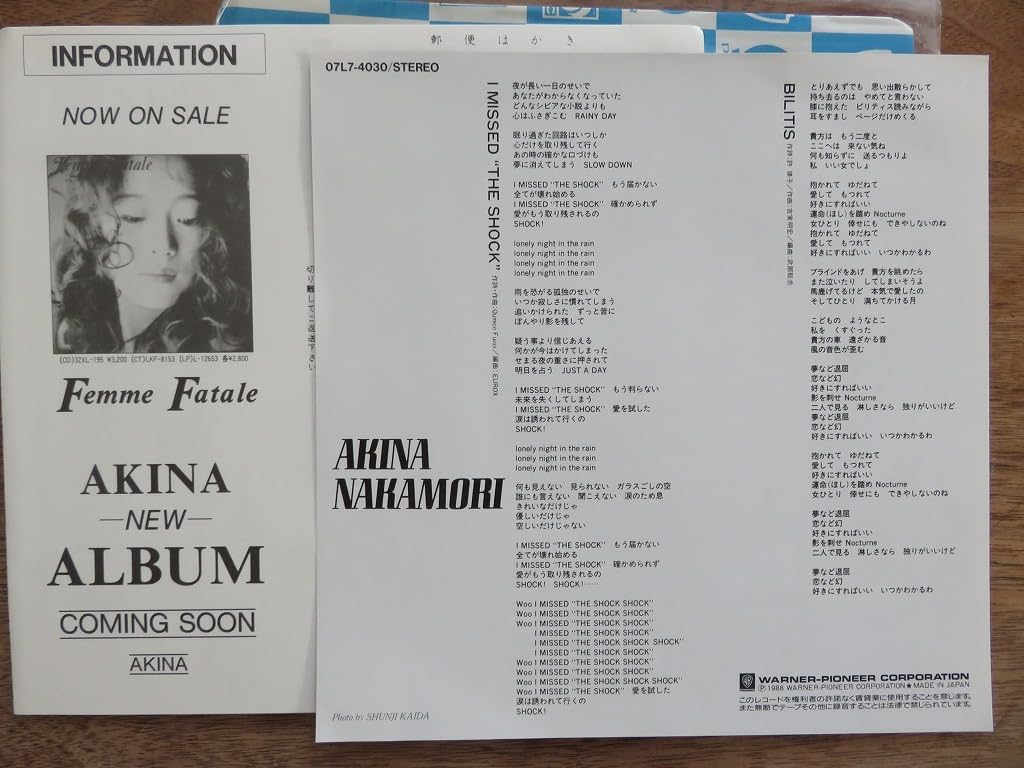 INFORMATION
NOW ON SALE
Femme Fatale
(CD)32XL-195 ¥3,200 (CT)LKF-8153 (LP)L-12653 各¥2,800
Femme Fatale
AKINA
—NEW—
ALBUM
COMING SOON
AKINA
郵便はがき
07L7-4030/STEREO
AKINA
NAKAMORI
Photo by SHUNJI KAIDA
I MISSED "THE SHOCK"
作詩・作曲:Qumico Fucci/編曲:EUROX
夜が長い一日のせいで
あなたがわからなくなっていた
どんなシビアな小説よりも
心はふさぎこむ RAINY DAY
眠り過ぎた回路はいつしか
心だけを取り残して行く
あの時の確かな口づけも
夢に消えてしまう SLOW DOWN
I MISSED "THE SHOCK" もう届かない
全てが壊れ始める
I MISSED "THE SHOCK" 確かめられず
愛がもう取り残されるの
SHOCK!
lonely night in the rain
lonely night in the rain
lonely night in the rain
lonely night in the rain
雨を恐がる孤独のせいで
いつか寂しさに慣れてしまう
追いかけられた ずっと昔に
ぼんやり影を残して
疑う事より信じあえる
何かが今はかけてしまった
せまる夜の重さに押されて
明日を占う JUST A DAY
I MISSED "THE SHOCK" もう判らない
未来を失くしてしまう
I MISSED "THE SHOCK" 愛を試した
涙は誘われて行くの
SHOCK!
lonely night in the rain
lonely night in the rain
lonely night in the rain
何も見えない 見られない ガラスごしの空
誰にも言えない 聞こえない 涙のため息
きれいなだけじゃ
優しいだけじゃ
空しいだけじゃない
I MISSED "THE SHOCK" もう届かない
全てが壊れ始める
I MISSED "THE SHOCK" 確かめられず
愛がもう取り残されるの
SHOCK! SHOCK!……
Woo I MISSED "THE SHOCK SHOCK"
Woo I MISSED "THE SHOCK SHOCK"
Woo I MISSED "THE SHOCK SHOCK"
I MISSED "THE SHOCK SHOCK"
I MISSED "THE SHOCK SHOCK SHOCK"
I MISSED "THE SHOCK SHOCK"
Woo I MISSED "THE SHOCK SHOCK"
Woo I MISSED "THE SHOCK SHOCK"
Woo I MISSED "THE SHOCK SHOCK SHOCK"
Woo I MISSED "THE SHOCK" 愛を試した
涙は誘われて行くの
SHOCK!
BILITIS
作詩:許 瑛子/作曲:吉実明宏/編曲:武部聡志
とりあえずでも 思い出散らかして
持ち去るのは やめてと言わない
膝に抱えた ビリティス読みながら
耳をすまし ページだけめくる
貴方は もう二度と
ここへは 来ない気ね
何も知らずに 送るつもりよ
私 いい女でしょ
抱かれて ゆだねて
愛して もつれて
好きにすればいい
運命(ほし)を踏め Nocturne
女ひとり 倖せにも できやしないのね
抱かれて ゆだねて
愛して もつれて
好きにすればいい いつかわかるわ
ブラインドをあげ 貴方を眺めたら
また泣いたり してしまいそうよ
馬鹿げてるけど 本気で愛したの
そしてひとり 満ちてかける月
こどもの ようなとこ
私を くすぐった
貴方の車 遠ざかる音
風の音色が歪む
夢など退屈
恋など幻
好きにすればいい
影を刺せ Nocturne
二人で見る 淋しさなら 独りがいいけど
夢など退屈
恋など幻
好きにすればいい いつかわかるわ
抱かれて ゆだねて
愛して もつれて
好きにすればいい
運命(ほし)を踏め Nocturne
女ひとり 倖せにも できやしないのね
夢など退屈
恋など幻
好きにすればいい
影を刺せ Nocturne
二人で見る 淋しさなら 独りがいいけど
夢など退屈
恋など幻
好きにすればいい いつかわかるわ
WARNER-PIONEER CORPORATION
Ⓟ1988 WARNER-PIONEER CORPORATION★MADE IN JAPAN
このレコードを権利者の許諾なく賃貸業に使用することを禁じます。
また無断でテープその他に録音することは法律で禁じられています。